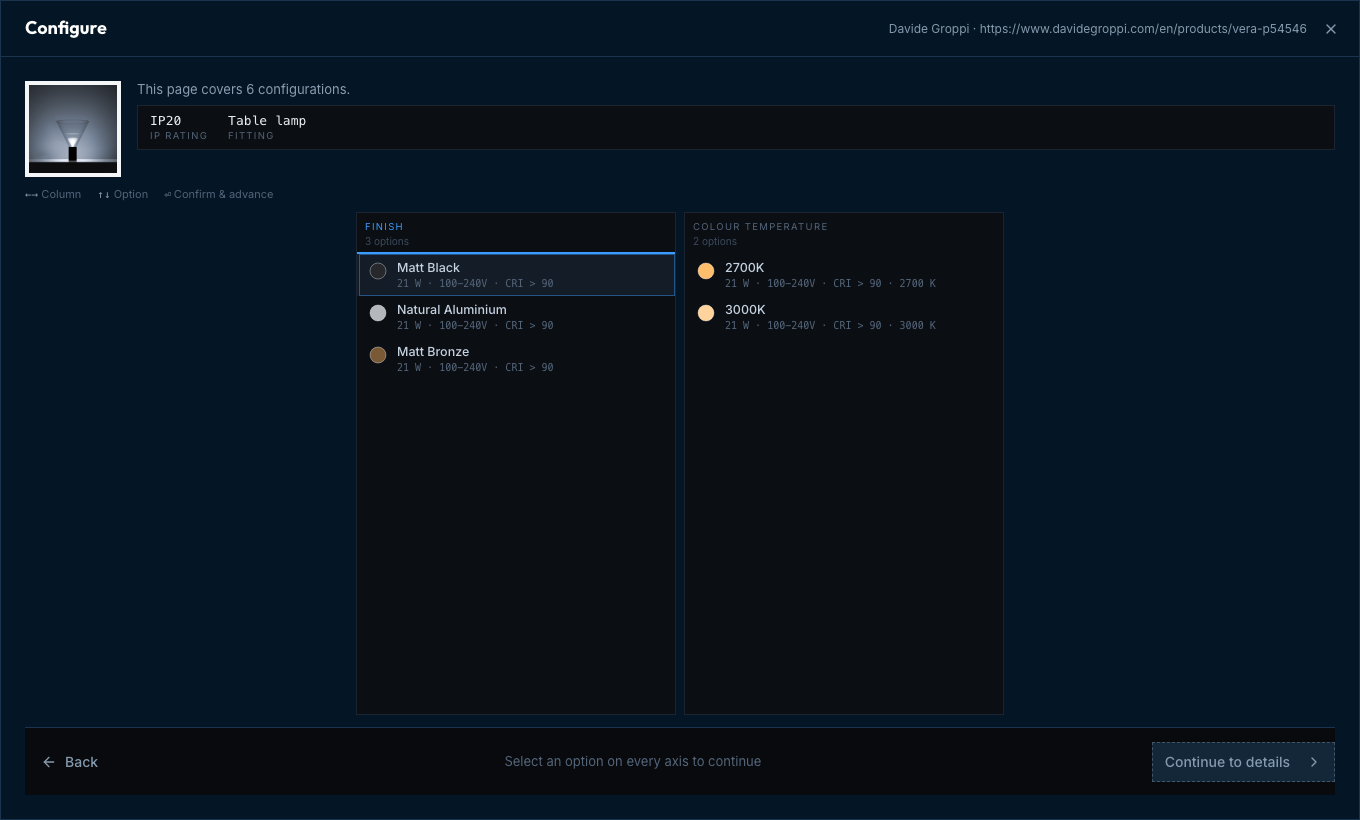 Configure
Davide Groppi · https://www.davidegroppi.com/en/products/vera-p54546
This page covers 6 configurations.
IP20 Table lamp
IP RATING FITTING
←→ Column ↑↓ Option ⏎ Confirm & advance
FINISH
3 options
Matt Black
21 W · 100–240V · CRI > 90
Natural Aluminium
21 W · 100–240V · CRI > 90
Matt Bronze
21 W · 100–240V · CRI > 90
COLOUR TEMPERATURE
2 options
2700K
21 W · 100–240V · CRI > 90 · 2700 K
3000K
21 W · 100–240V · CRI > 90 · 3000 K
← Back
Select an option on every axis to continue
Continue to details